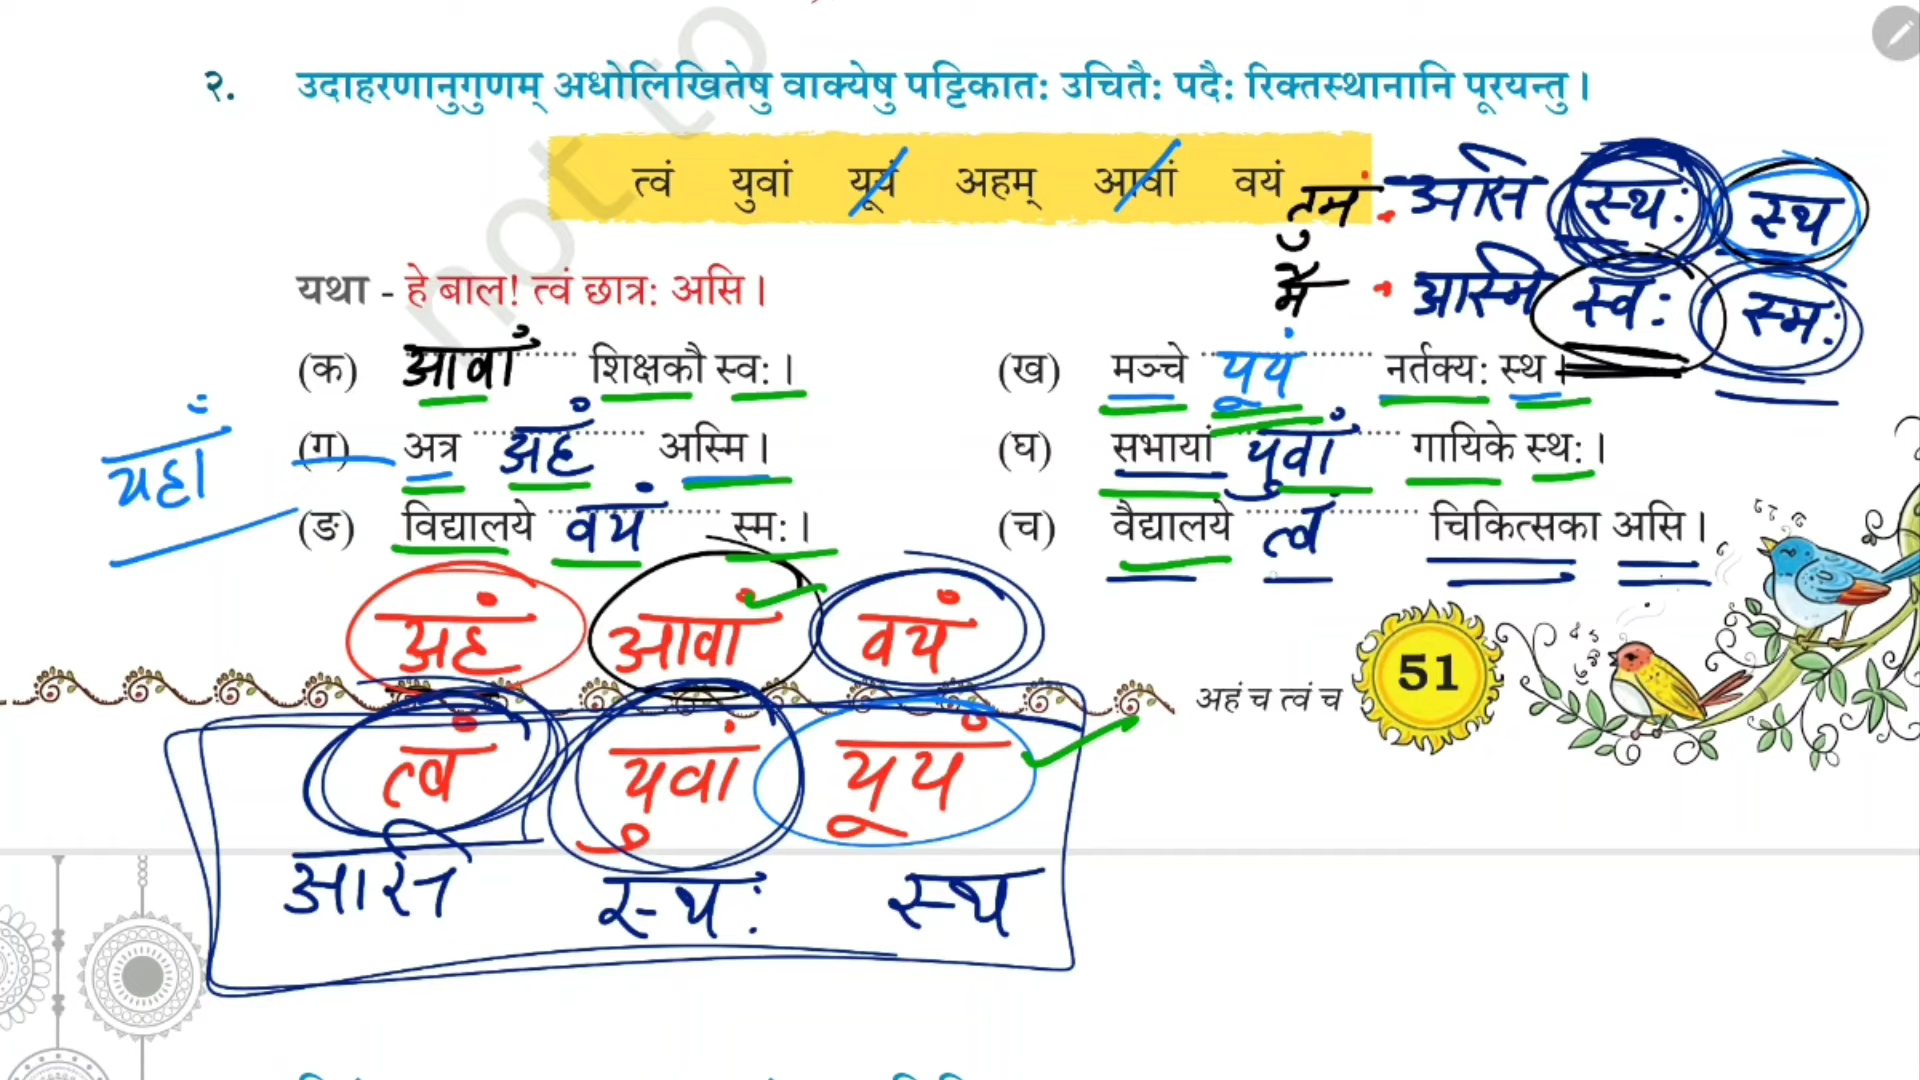 not to
२. उदाहरणानुगुणम् अधोलिखितेषु वाक्येषु पट्टिकातः उचितैः पदैः रिक्तस्थानानि पूरयन्तु।
त्वं युवां यूयं अहम् आवां वयं
तुम - असि स्थः स्थ
यथा - हे बाल! त्वं छात्रः असि।
मैं - अस्मि स्वः स्मः
(क) आवां शिक्षकौ स्वः।
(ख) मञ्चे यूयं नर्तक्यः स्थ।
यहाँ
(ग) अत्र अहं अस्मि।
(घ) सभायां युवां गायिके स्थः।
(ङ) विद्यालये वयं स्मः।
(च) वैद्यालये त्वं चिकित्सका असि।
अहं आवां वयं
अहं च त्वं च 51
त्वं युवां यूयं
असि स्थः स्थ